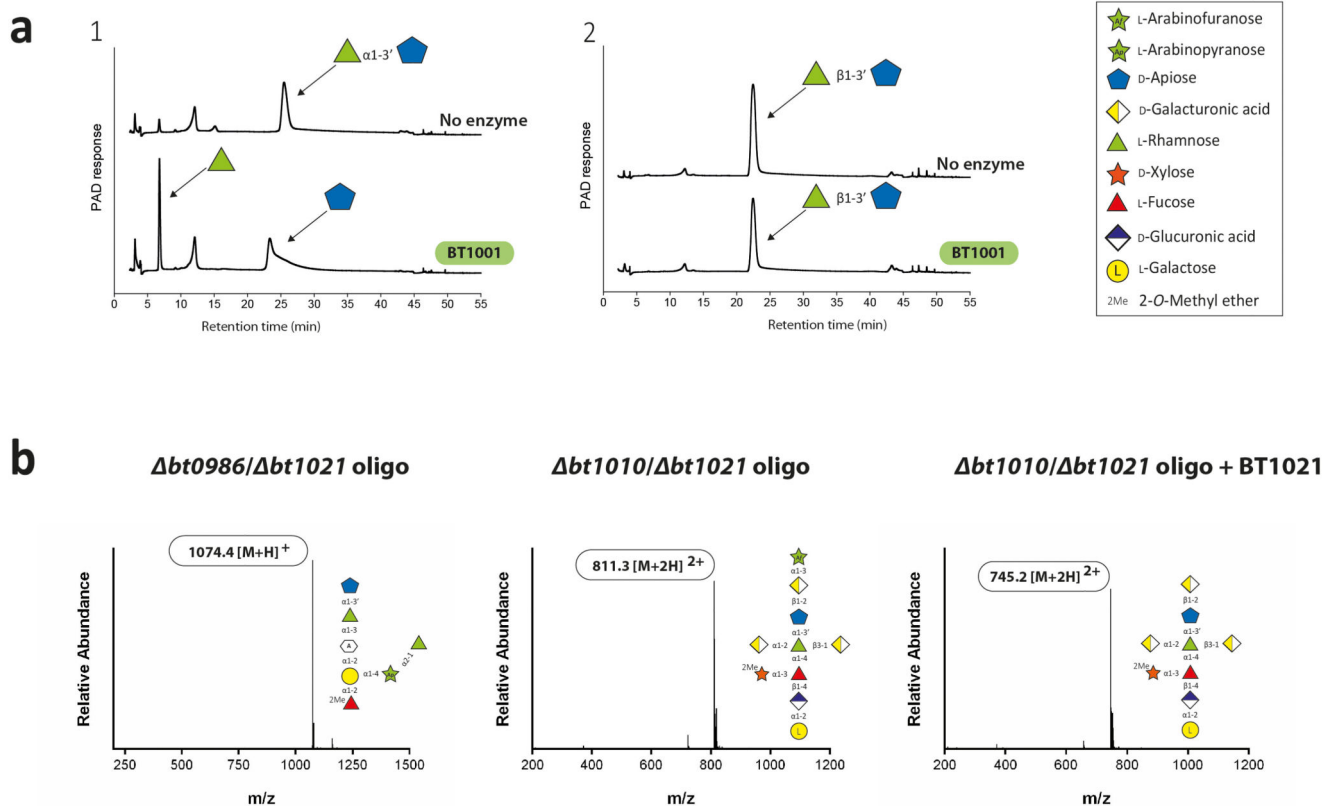 a
1
α1-3′
No enzyme
BT1001
PAD response
0 5 10 15 20 25 30 35 40 45 50 55
Retention time (min)
2
β1-3′
No enzyme
β1-3′
BT1001
PAD response
0 5 10 15 20 25 30 35 40 45 50 55
Retention time (min)
Af L-Arabinofuranose
Ap L-Arabinopyranose
D-Apiose
D-Galacturonic acid
L-Rhamnose
D-Xylose
L-Fucose
D-Glucuronic acid
L L-Galactose
2Me 2-O-Methyl ether
b
Δbt0986/Δbt1021 oligo
1074.4 [M+H]+
α1-3′
α1-3
A
α1-2
α2-1
α1-4 Ap
α1-2
2Me
Relative Abundance
250 500 750 1000 1250 1500
m/z
Δbt1010/Δbt1021 oligo
811.3 [M+2H] 2+
Af
α1-3
β1-2
α1-3′
α1-2 β3-1
α1-4
2Me α1-3
β1-4
α1-2
L
Relative Abundance
200 400 600 800 1000 1200
m/z
Δbt1010/Δbt1021 oligo + BT1021
745.2 [M+2H] 2+
β1-2
α1-3′
α1-2 β3-1
α1-4
2Me α1-3
β1-4
α1-2
L
Relative Abundance
200 400 600 800 1000 1200
m/z